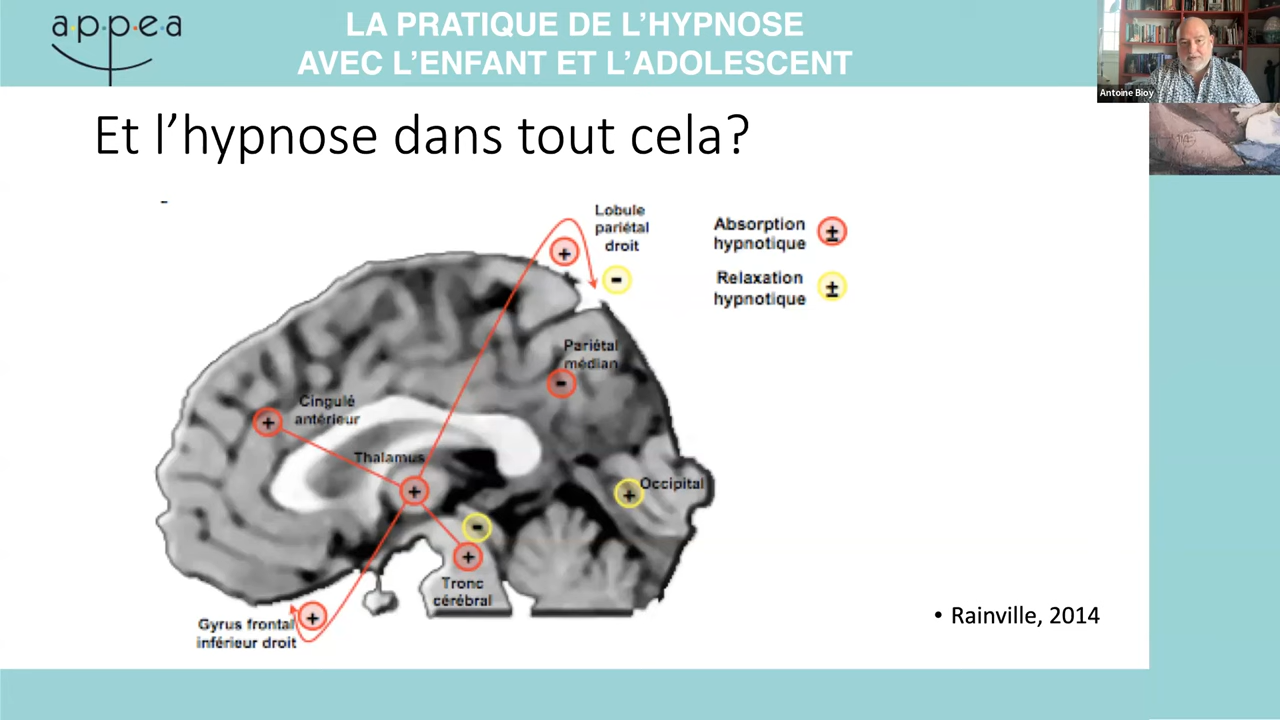 a·p·p·e·a
LA PRATIQUE DE L’HYPNOSE
AVEC L’ENFANT ET L’ADOLESCENT
Antoine Bioy
Et l’hypnose dans tout cela?
-
Lobule
pariétal
droit
+
-
Absorption
hypnotique
±
Relaxation
hypnotique
±
Pariétal
médian
-
Cingulé
antérieur
+
Thalamus
+
Occipital
+
-
+
Tronc
cérébral
Gyrus frontal
inférieur droit
+
• Rainville, 2014